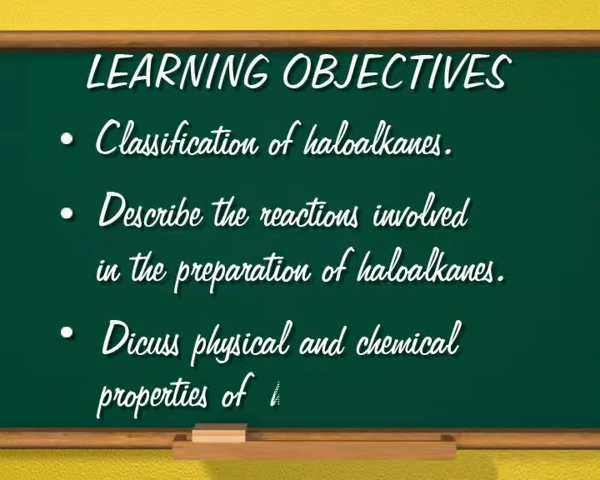 LEARNING OBJECTIVES
• Classification of haloalkanes.
• Describe the reactions involved
in the preparation of haloalkanes.
• Dicuss physical and chemical
properties of